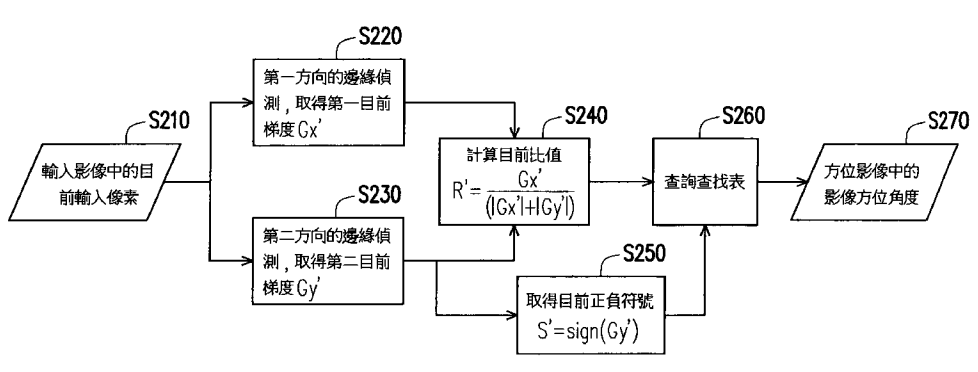 S210
輸入影像中的目
前輸入像素
S220
第一方向的邊緣偵
測,取得第一目前
梯度Gx'
S230
第二方向的邊緣偵
測,取得第二目前
梯度Gy'
S240
計算目前比值
R'=Gx'/(|Gx'|+|Gy'|)
S250
取得目前正負符號
S'=sign(Gy')
S260
查詢查找表
S270
方位影像中的
影像方位角度